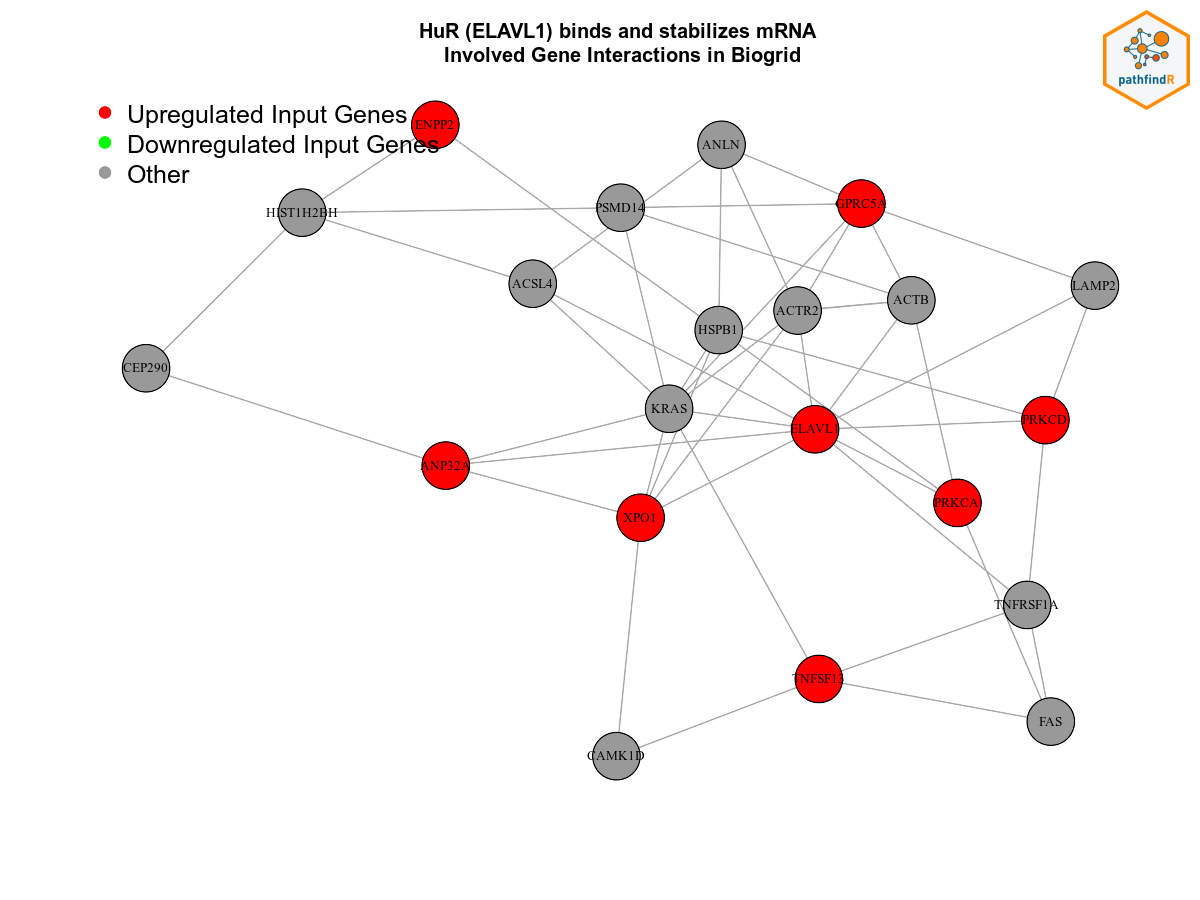 HuR (ELAVL1) binds and stabilizes mRNA
Involved Gene Interactions in Biogrid
pathfindR
Upregulated Input Genes
Downregulated Input Genes
Other
ENPP2
ANLN
HIST1H2BH
PSMD14
GPRC5A
ACSL4
LAMP2
ACTB
ACTR2
HSPB1
CEP290
KRAS
PRKCD
ELAVL1
ANP32A
PRKCA
XPO1
TNFRSF1A
TNFSF13
FAS
CAMK1D